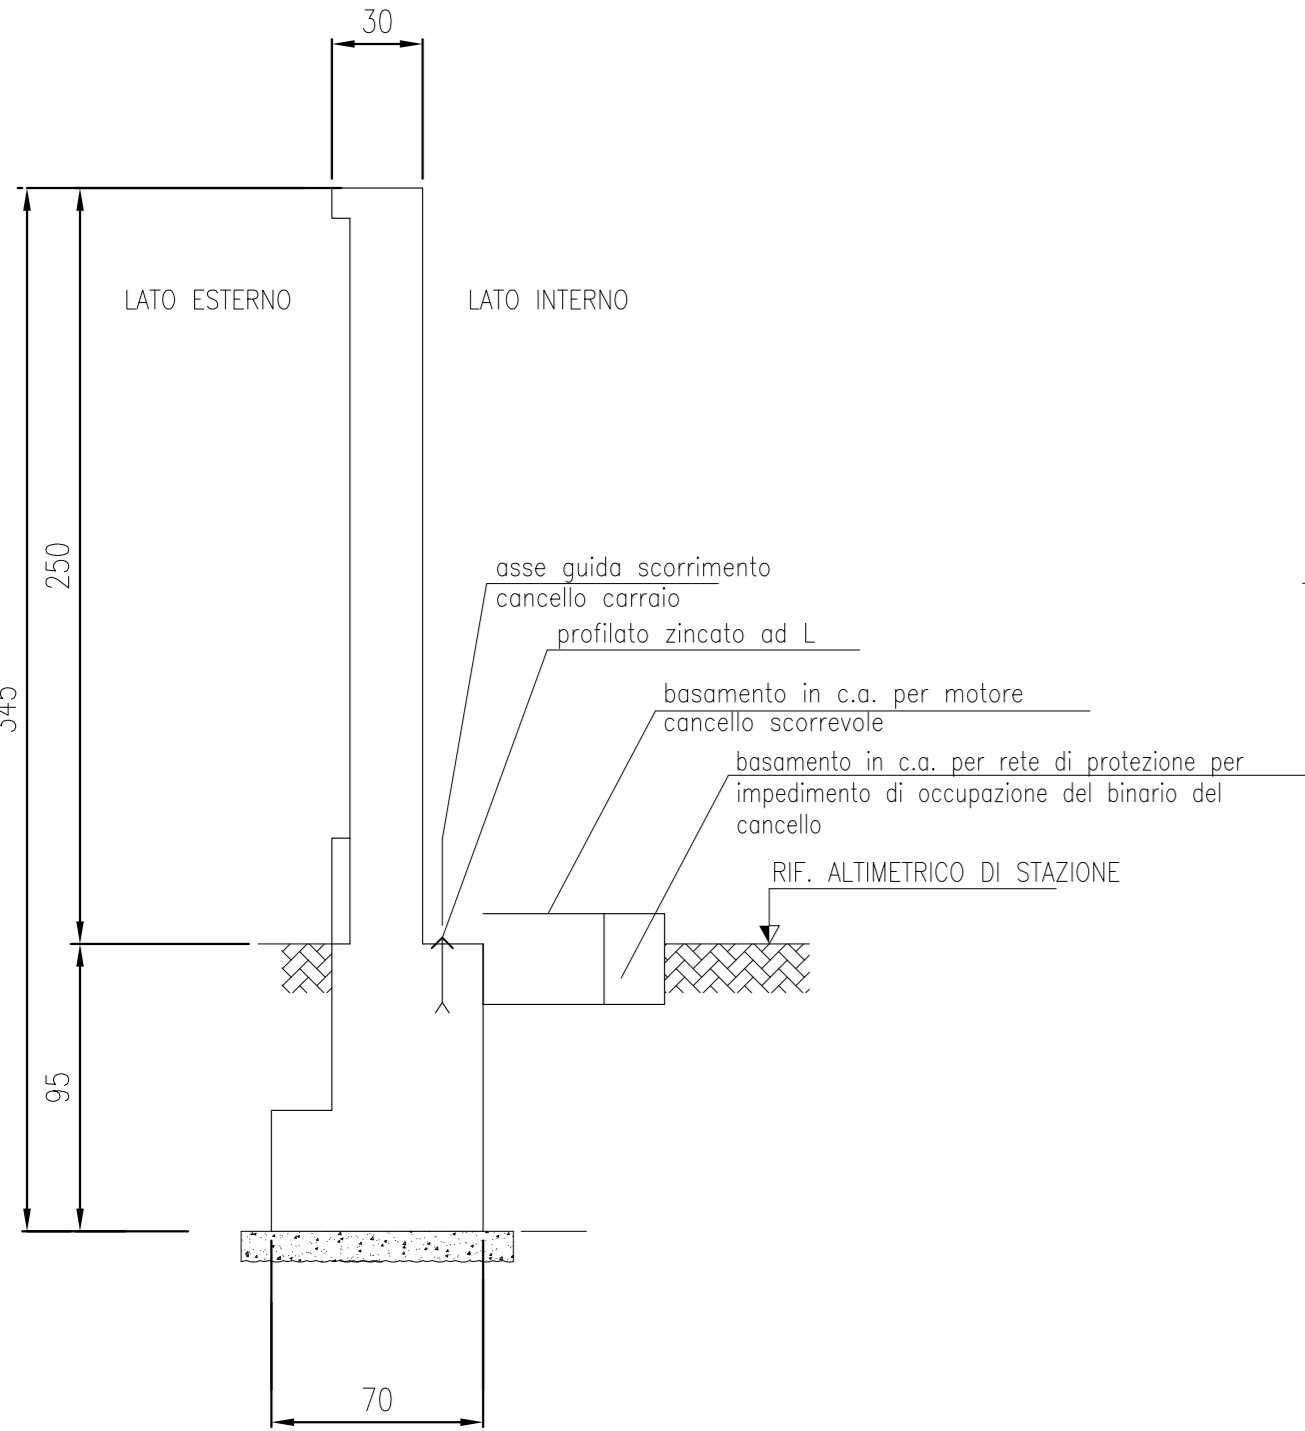 30
LATO ESTERNO
LATO INTERNO
250
asse guida scorrimento
cancello carraio
profilato zincato ad L
345
basamento in c.a. per motore
cancello scorrevole
basamento in c.a. per rete di protezione per
impedimento di occupazione del binario del
cancello
RIF. ALTIMETRICO DI STAZIONE
95
70